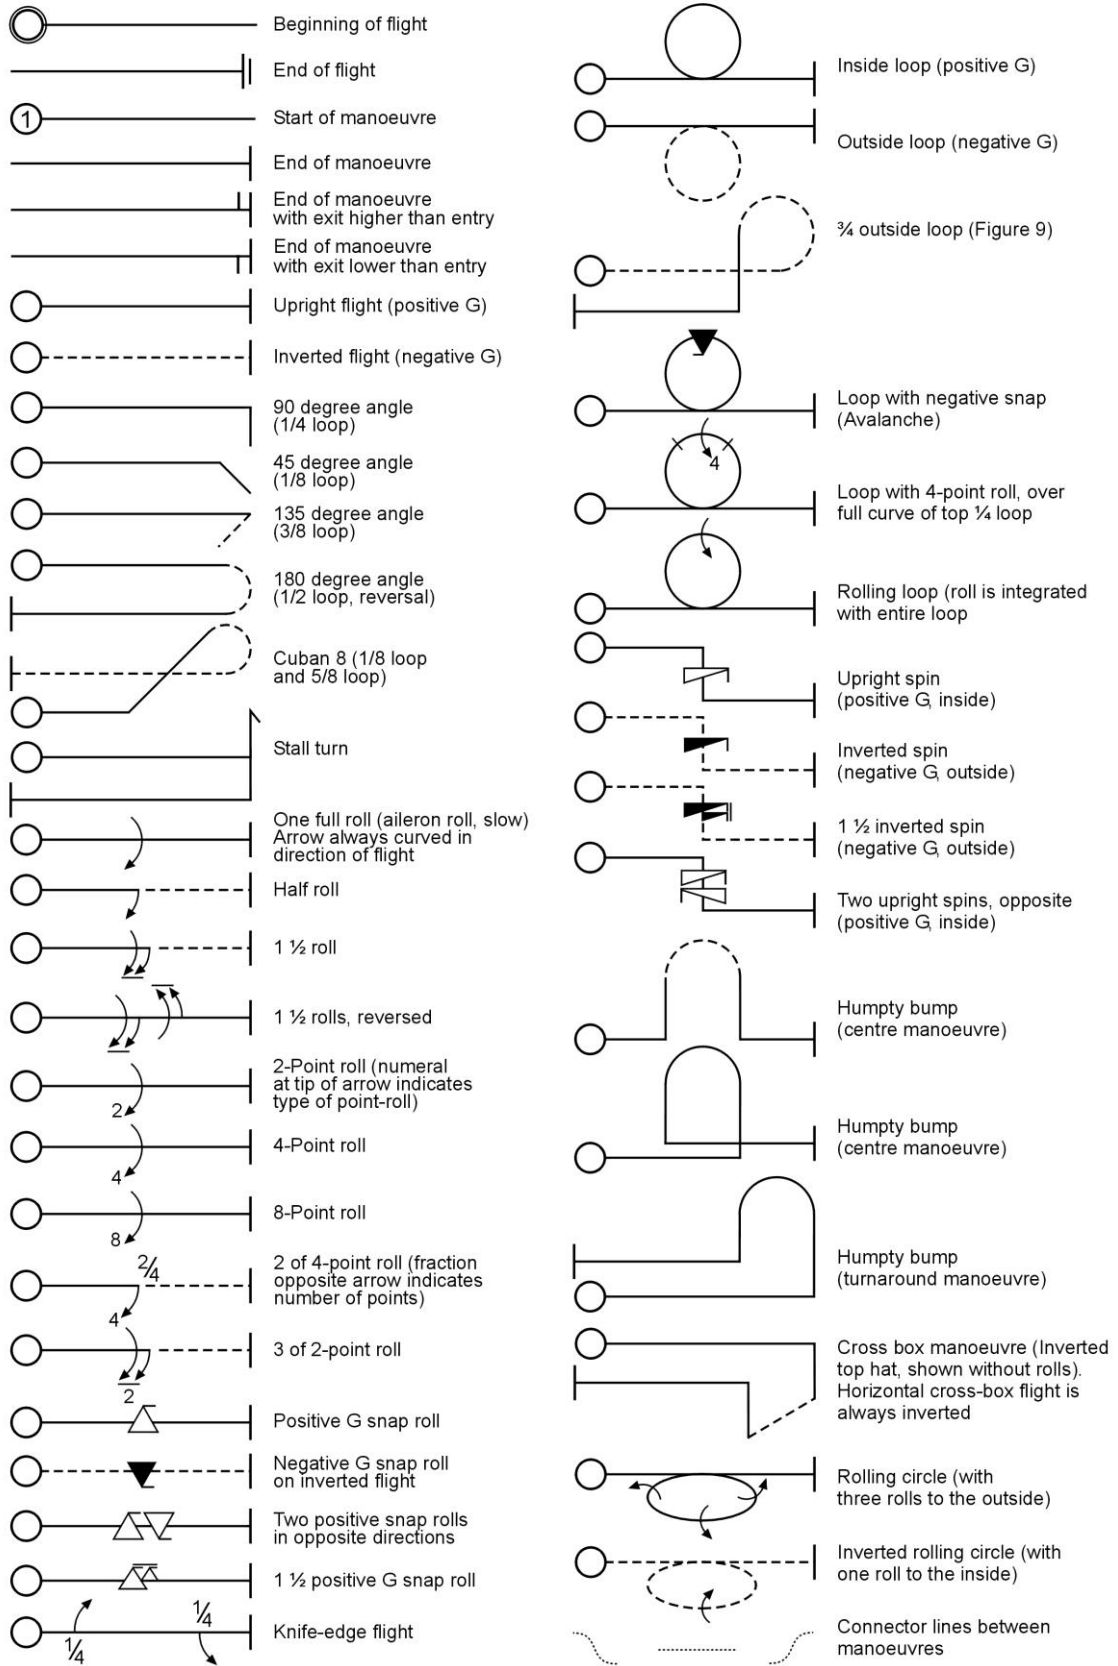 Beginning of flight
End of flight
1
Start of manoeuvre
End of manoeuvre
End of manoeuvre
with exit higher than entry
End of manoeuvre
with exit lower than entry
Upright flight (positive G)
Inverted flight (negative G)
90 degree angle
(1/4 loop)
45 degree angle
(1/8 loop)
135 degree angle
(3/8 loop)
180 degree angle
(1/2 loop, reversal)
Cuban 8 (1/8 loop
and 5/8 loop)
Stall turn
One full roll (aileron roll, slow)
Arrow always curved in
direction of flight
Half roll
1 ½ roll
1 ½ rolls, reversed
2-Point roll (numeral
at tip of arrow indicates
type of point-roll)
2
4-Point roll
4
8-Point roll
8
2/4
2 of 4-point roll (fraction
opposite arrow indicates
number of points)
4
3 of 2-point roll
2
Positive G snap roll
Negative G snap roll
on inverted flight
Two positive snap rolls
in opposite directions
1 ½ positive G snap roll
1/4
1/4
Knife-edge flight
Inside loop (positive G)
Outside loop (negative G)
¾ outside loop (Figure 9)
Loop with negative snap
(Avalanche)
4
Loop with 4-point roll, over
full curve of top ¼ loop
Rolling loop (roll is integrated
with entire loop
Upright spin
(positive G, inside)
Inverted spin
(negative G, outside)
1 ½ inverted spin
(negative G, outside)
Two upright spins, opposite
(positive G, inside)
Humpty bump
(centre manoeuvre)
Humpty bump
(centre manoeuvre)
Humpty bump
(turnaround manoeuvre)
Cross box manoeuvre (Inverted
top hat, shown without rolls).
Horizontal cross-box flight is
always inverted
Rolling circle (with
three rolls to the outside)
Inverted rolling circle (with
one roll to the inside)
Connector lines between
manoeuvres